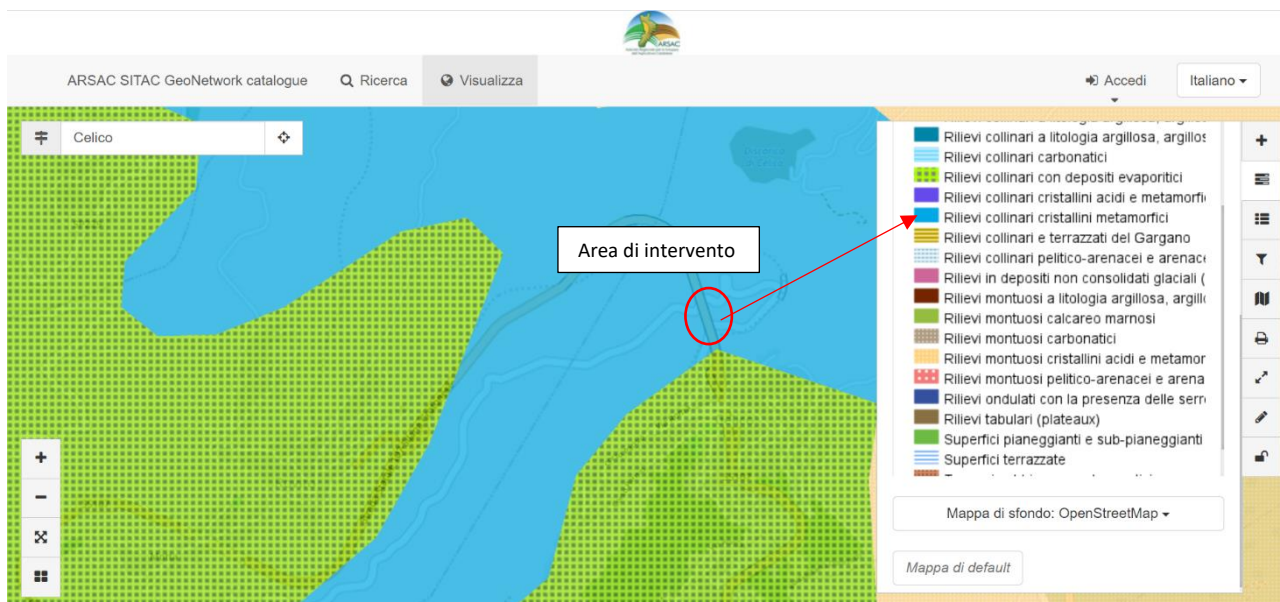 ARSAC
ARSAC SITAC GeoNetwork catalogue
Ricerca
Visualizza
Accedi
Italiano
Celico
Area di intervento
Rilievi collinari a litologia argillosa, argillos
Rilievi collinari carbonatici
Rilievi collinari con depositi evaporitici
Rilievi collinari cristallini acidi e metamorfi
Rilievi collinari cristallini metamorfici
Rilievi collinari e terrazzati del Gargano
Rilievi collinari pelitico-arenacei e arenace
Rilievi in depositi non consolidati glaciali (
Rilievi montuosi a litologia argillosa, argill
Rilievi montuosi calcareo marnosi
Rilievi montuosi carbonatici
Rilievi montuosi cristallini acidi e metamor
Rilievi montuosi pelitico-arenacei e arena
Rilievi ondulati con la presenza delle serr
Rilievi tabulari (plateaux)
Superfici pianeggianti e sub-pianeggianti
Superfici terrazzate
Mappa di sfondo: OpenStreetMap
Mappa di default